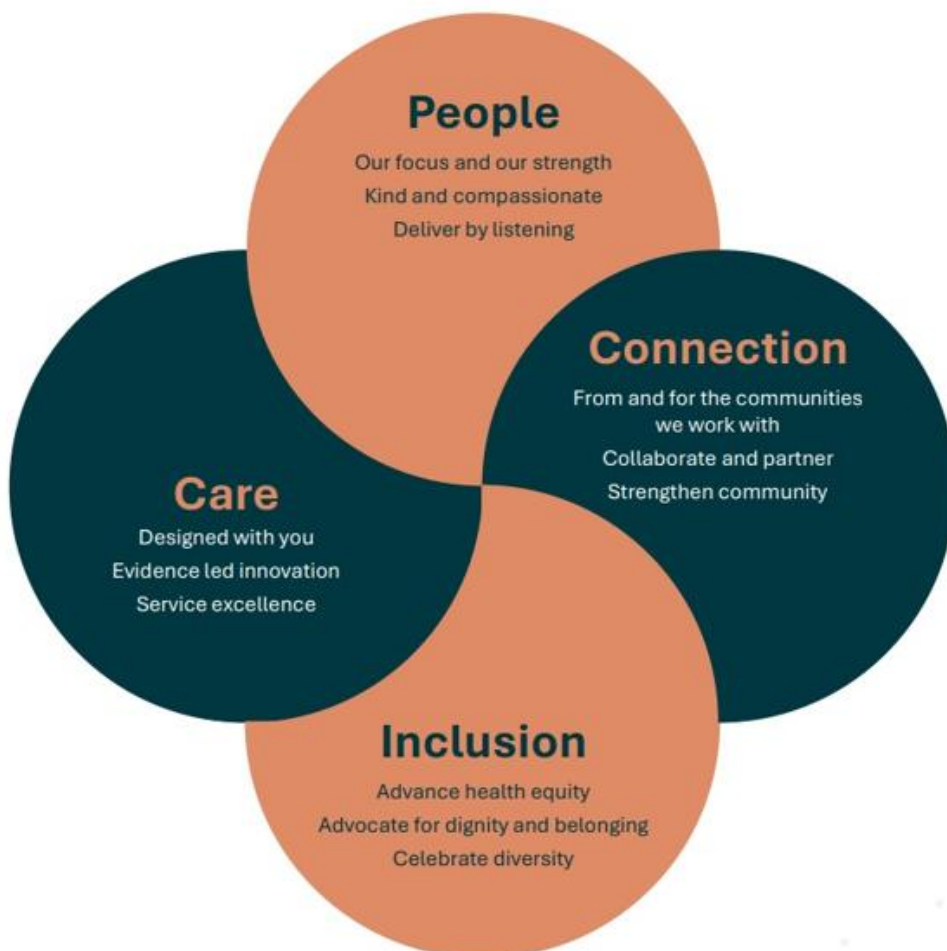 People
Our focus and our strength
Kind and compassionate
Deliver by listening
Connection
From and for the communities
we work with
Collaborate and partner
Strengthen community
Care
Designed with you
Evidence led innovation
Service excellence
Inclusion
Advance health equity
Advocate for dignity and belonging
Celebrate diversity